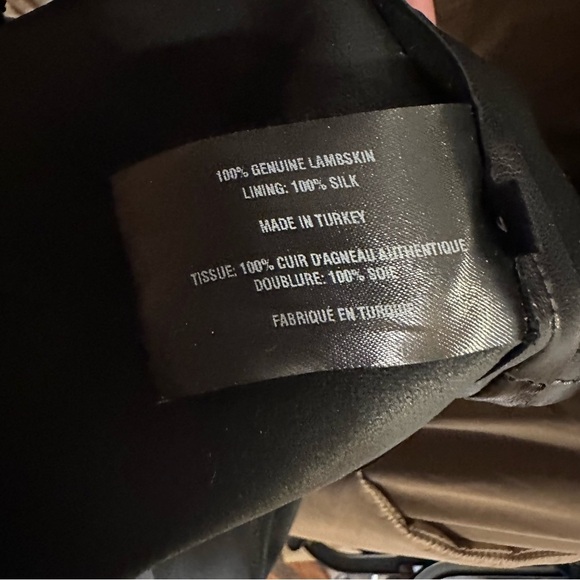 100% GENUINE LAMBSKIN
LINING: 100% SILK
MADE IN TURKEY
TISSUE: 100% CUIR D'AGNEAU AUTHENTIQUE
DOUBLURE: 100% SOIE
FABRIQUÉ EN TURQUIE